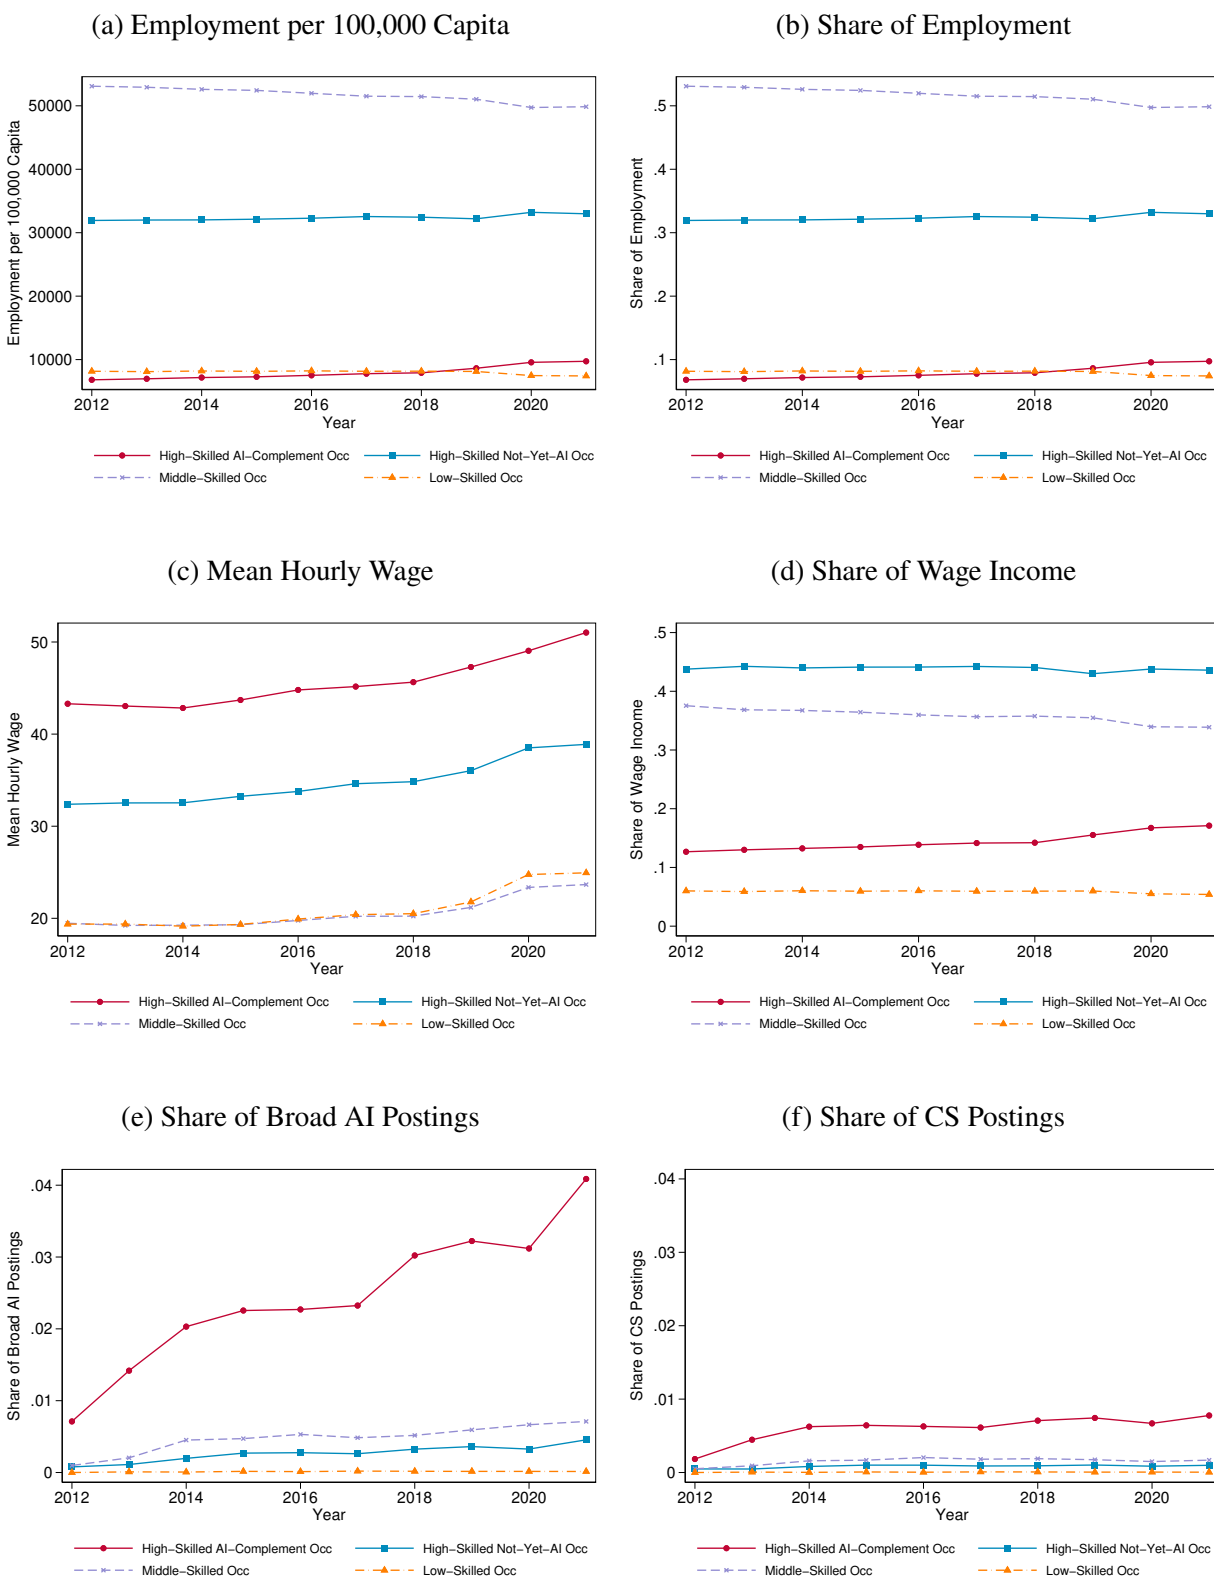 (a) Employment per 100,000 Capita
Employment per 100,000 Capita
50000
40000
30000
20000
10000
2012 2014 2016 2018 2020
Year
High−Skilled AI−Complement Occ High−Skilled Not−Yet−AI Occ
Middle−Skilled Occ Low−Skilled Occ
(b) Share of Employment
Share of Employment
.5
.4
.3
.2
.1
2012 2014 2016 2018 2020
Year
High−Skilled AI−Complement Occ High−Skilled Not−Yet−AI Occ
Middle−Skilled Occ Low−Skilled Occ
(c) Mean Hourly Wage
Mean Hourly Wage
50
40
30
20
2012 2014 2016 2018 2020
Year
High−Skilled AI−Complement Occ High−Skilled Not−Yet−AI Occ
Middle−Skilled Occ Low−Skilled Occ
(d) Share of Wage Income
Share of Wage Income
.5
.4
.3
.2
.1
0
2012 2014 2016 2018 2020
Year
High−Skilled AI−Complement Occ High−Skilled Not−Yet−AI Occ
Middle−Skilled Occ Low−Skilled Occ
(e) Share of Broad AI Postings
Share of Broad AI Postings
.04
.03
.02
.01
0
2012 2014 2016 2018 2020
Year
High−Skilled AI−Complement Occ High−Skilled Not−Yet−AI Occ
Middle−Skilled Occ Low−Skilled Occ
(f) Share of CS Postings
Share of CS Postings
.04
.03
.02
.01
0
2012 2014 2016 2018 2020
Year
High−Skilled AI−Complement Occ High−Skilled Not−Yet−AI Occ
Middle−Skilled Occ Low−Skilled Occ